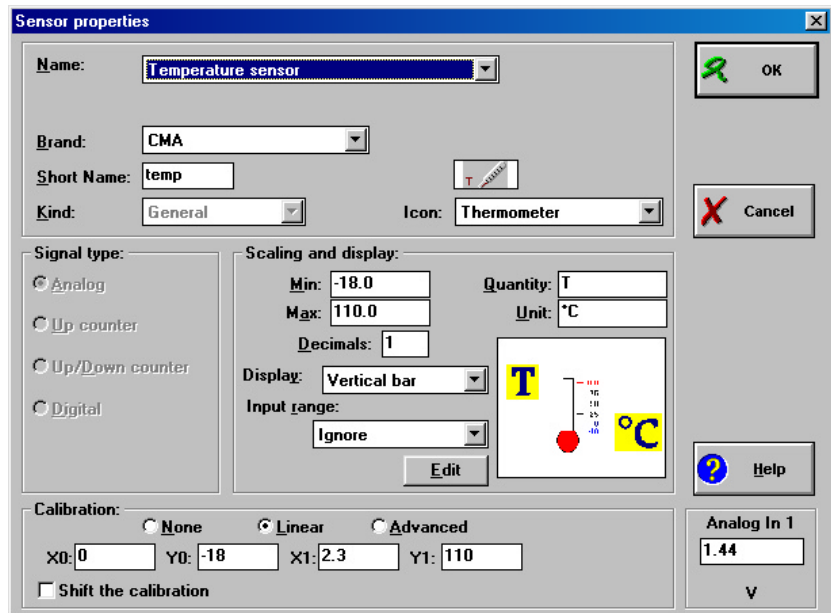 Sensor properties
Name: Temperature sensor
OK
Brand: CMA
Short Name: temp
T
Kind: General
Icon: Thermometer
Cancel
Signal type:
Analog
Up counter
Up/Down counter
Digital
Scaling and display:
Min: -18.0
Quantity: T
Max: 110.0
Unit: °C
Decimals: 1
Display: Vertical bar
Input range:
Ignore
Edit
T
°C
Help
Calibration:
None Linear Advanced
X0: 0 Y0: -18 X1: 2.3 Y1: 110
Shift the calibration
Analog In 1
1.44
V